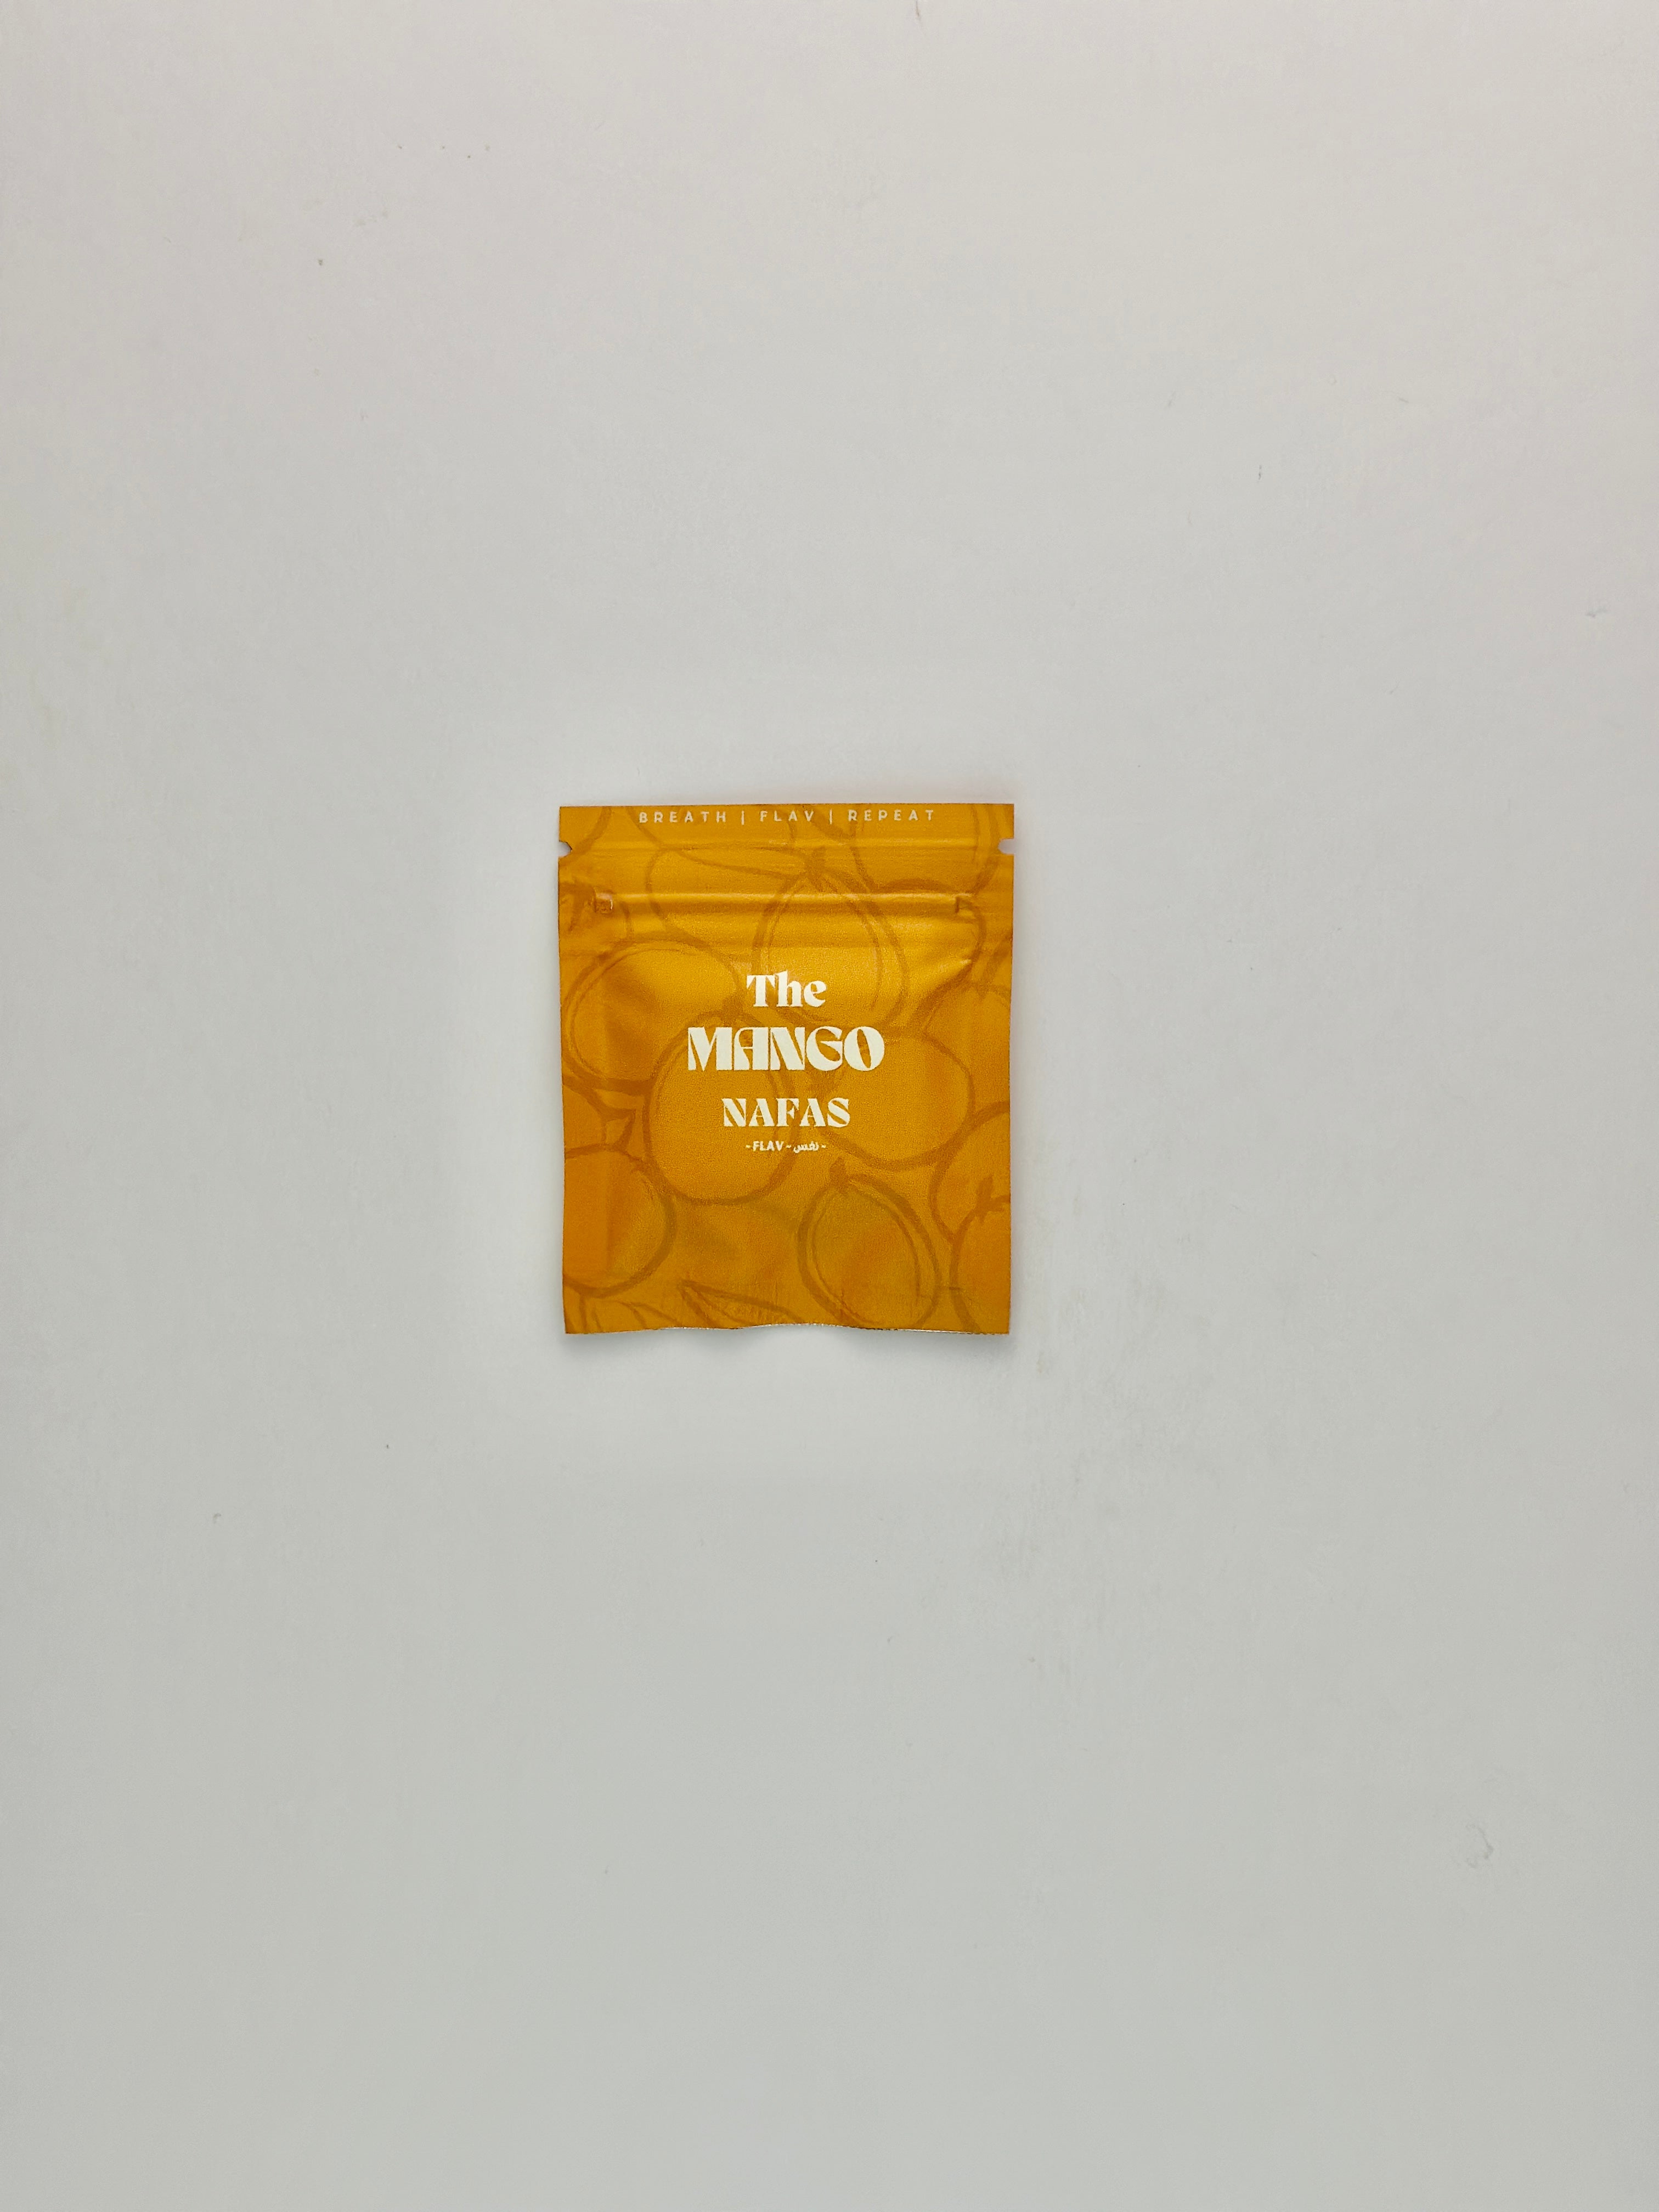 BREATH | FLAV | REPEAT
The
MANGO
NAFAS
-FLAV-نفس-